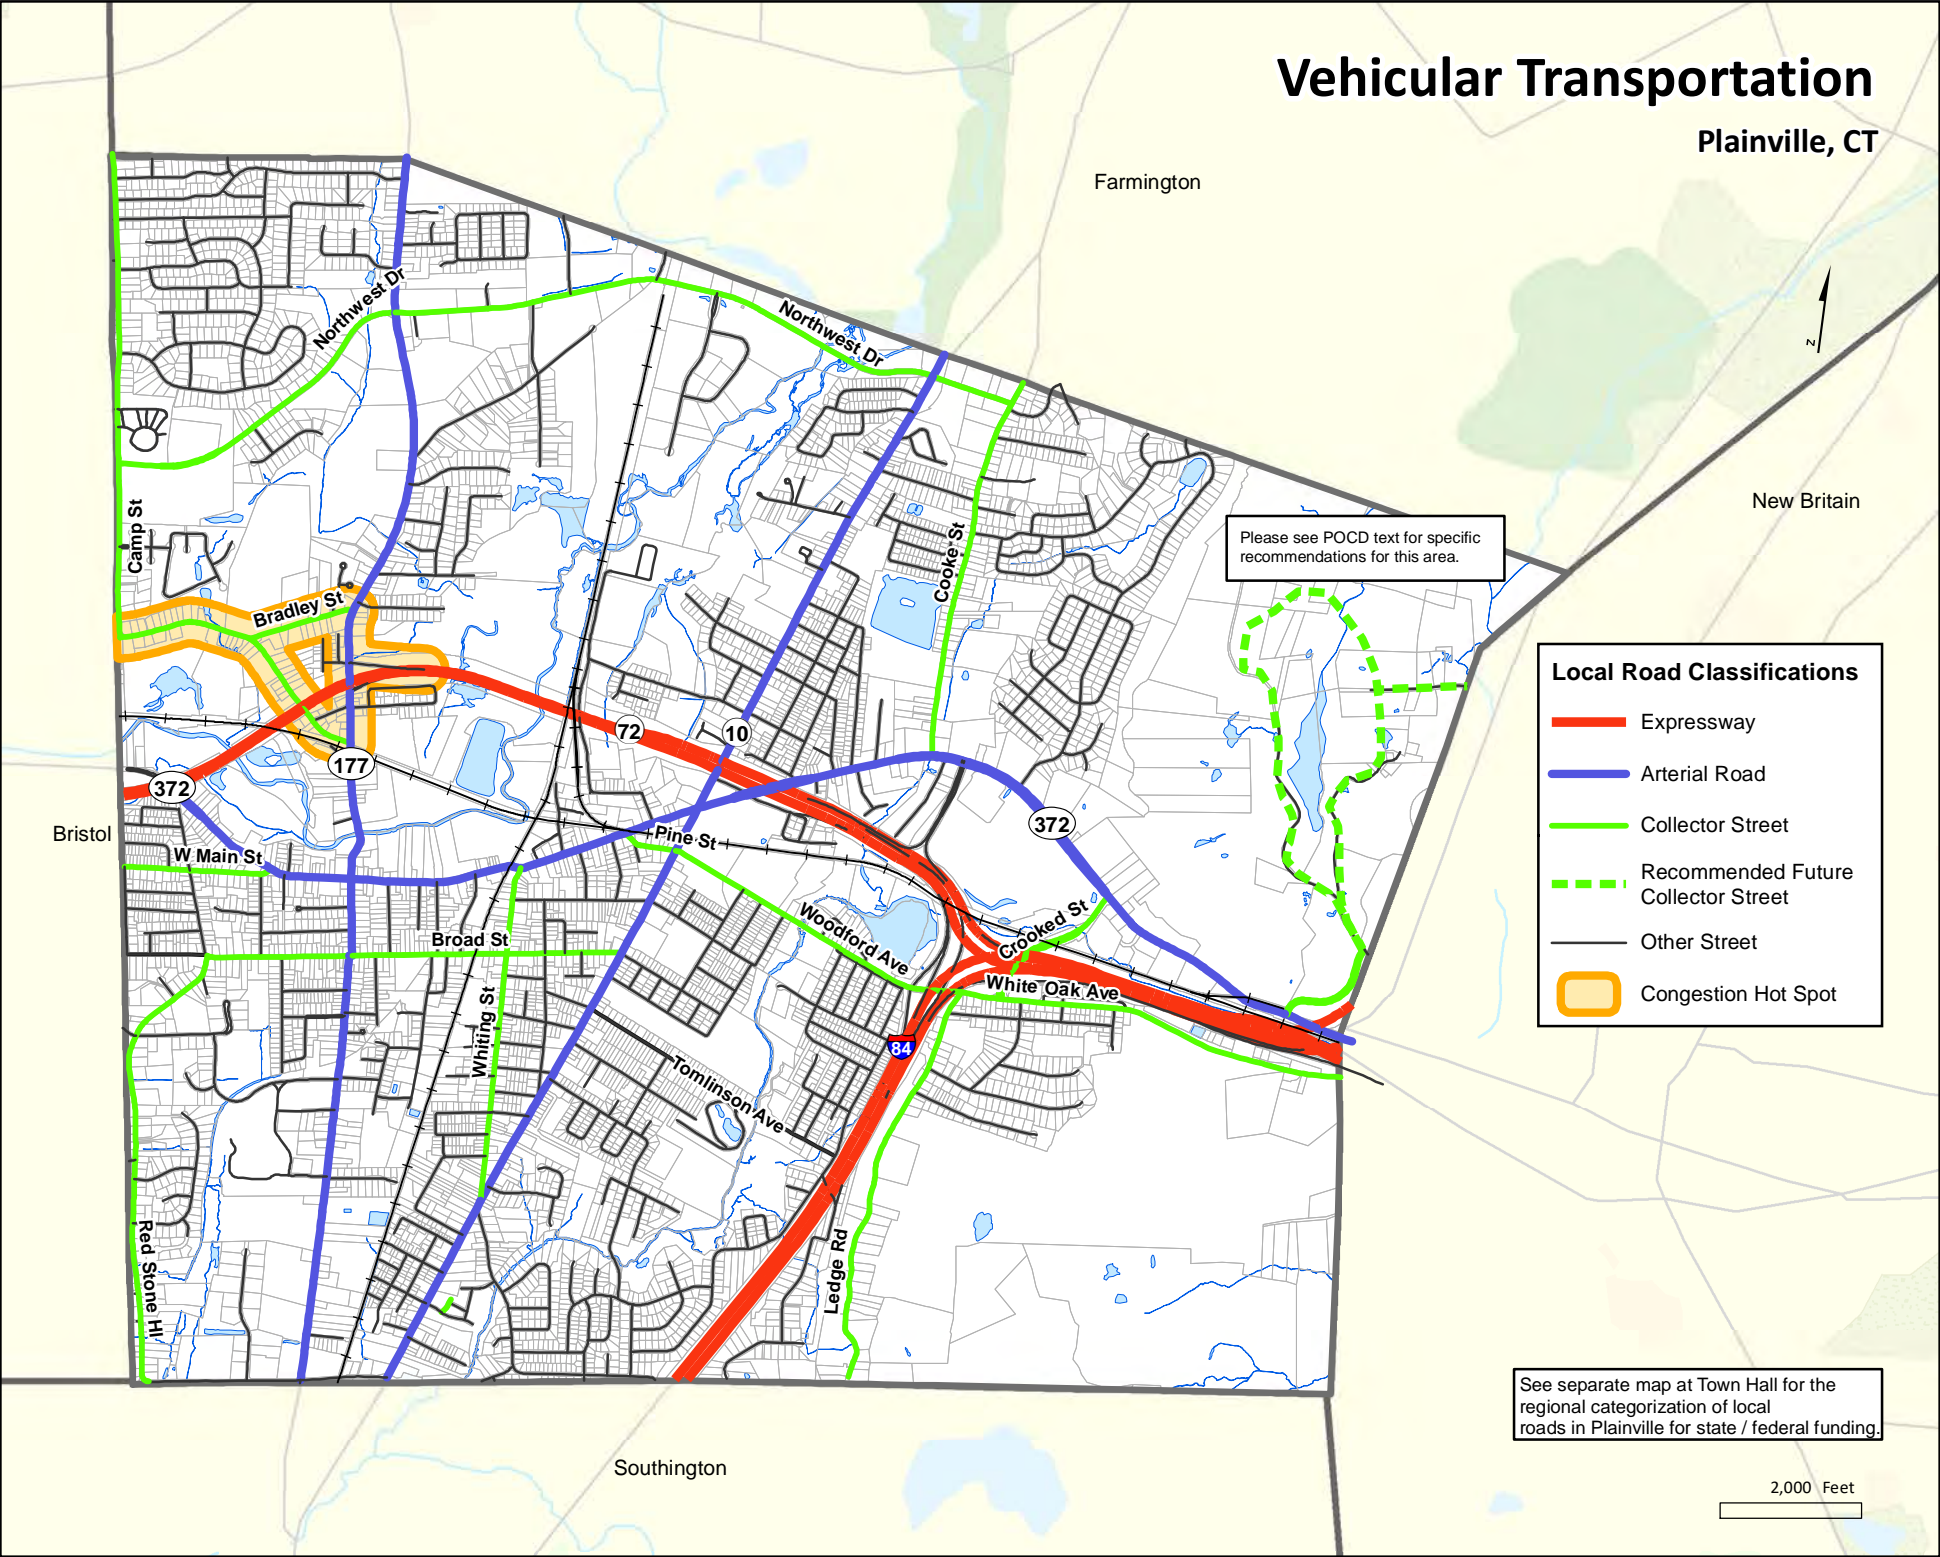 Vehicular Transportation
Plainville, CT
Farmington
New Britain
N
Northwest Dr
Northwest Dr
Camp St
Cooke St
Please see POCD text for specific
recommendations for this area.
Bradley St
Local Road Classifications
Expressway
Arterial Road
Collector Street
Recommended Future
Collector Street
Other Street
Congestion Hot Spot
72
10
177
372
372
Bristol
W Main St
Pine St
Woodford Ave
Crooked St
Broad St
White Oak Ave
Whiting St
84
Tomlinson Ave
Red Stone Hl
Ledge Rd
See separate map at Town Hall for the
regional categorization of local
roads in Plainville for state / federal funding.
Southington
2,000 Feet